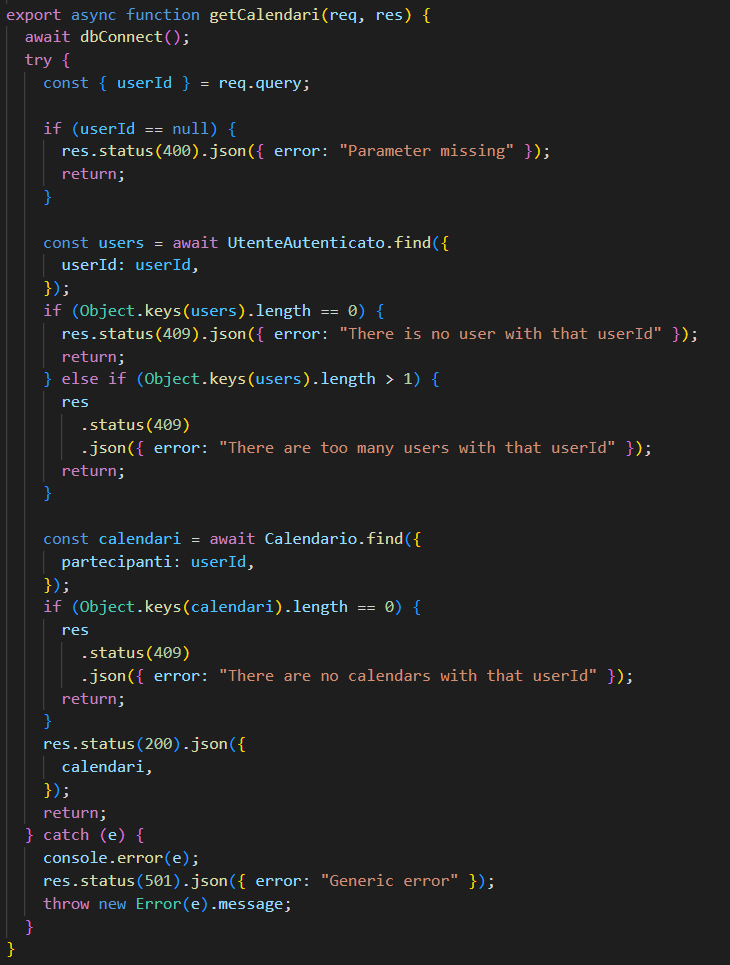 export async function getCalendari(req, res) {
  await dbConnect();
  try {
    const { userId } = req.query;

    if (userId == null) {
      res.status(400).json({ error: "Parameter missing" });
      return;
    }

    const users = await UtenteAutenticato.find({
      userId: userId,
    });
    if (Object.keys(users).length == 0) {
      res.status(409).json({ error: "There is no user with that userId" });
      return;
    } else if (Object.keys(users).length > 1) {
      res
        .status(409)
        .json({ error: "There are too many users with that userId" });
      return;
    }

    const calendari = await Calendario.find({
      partecipanti: userId,
    });
    if (Object.keys(calendari).length == 0) {
      res
        .status(409)
        .json({ error: "There are no calendars with that userId" });
      return;
    }
    res.status(200).json({
      calendari,
    });
    return;
  } catch (e) {
    console.error(e);
    res.status(501).json({ error: "Generic error" });
    throw new Error(e).message;
  }
}